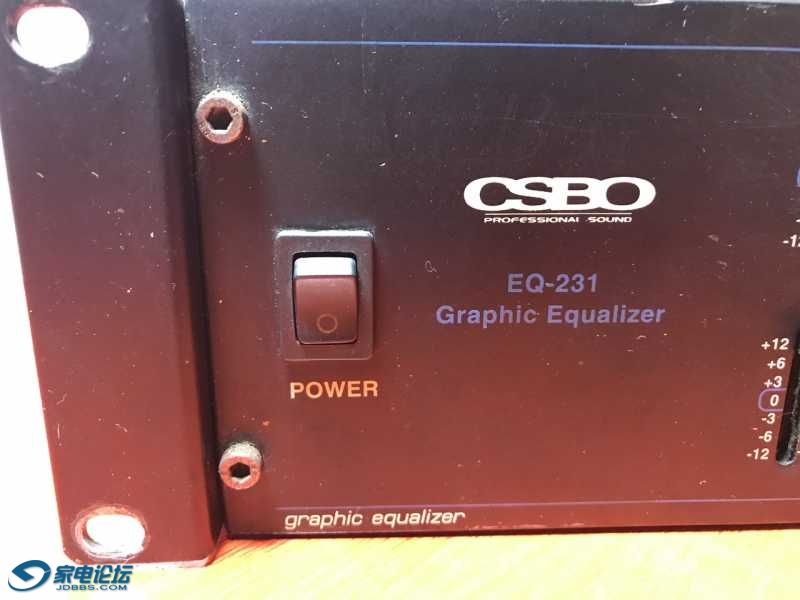 CSBO
PROFESSIONAL SOUND
EQ-231
Graphic Equalizer
POWER
+12
+6
+3
0
-3
-6
-12
graphic equalizer
家电论坛
JDBBS.COM